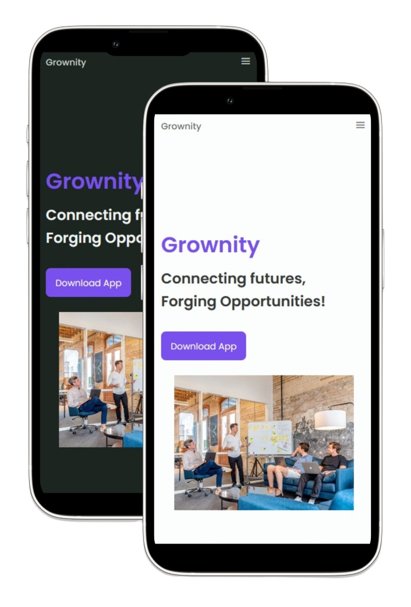 Grownity
Grownity
Connecting f
Forging Oppo
Download App
Grownity
Grownity
Connecting futures,
Forging Opportunities!
Download App